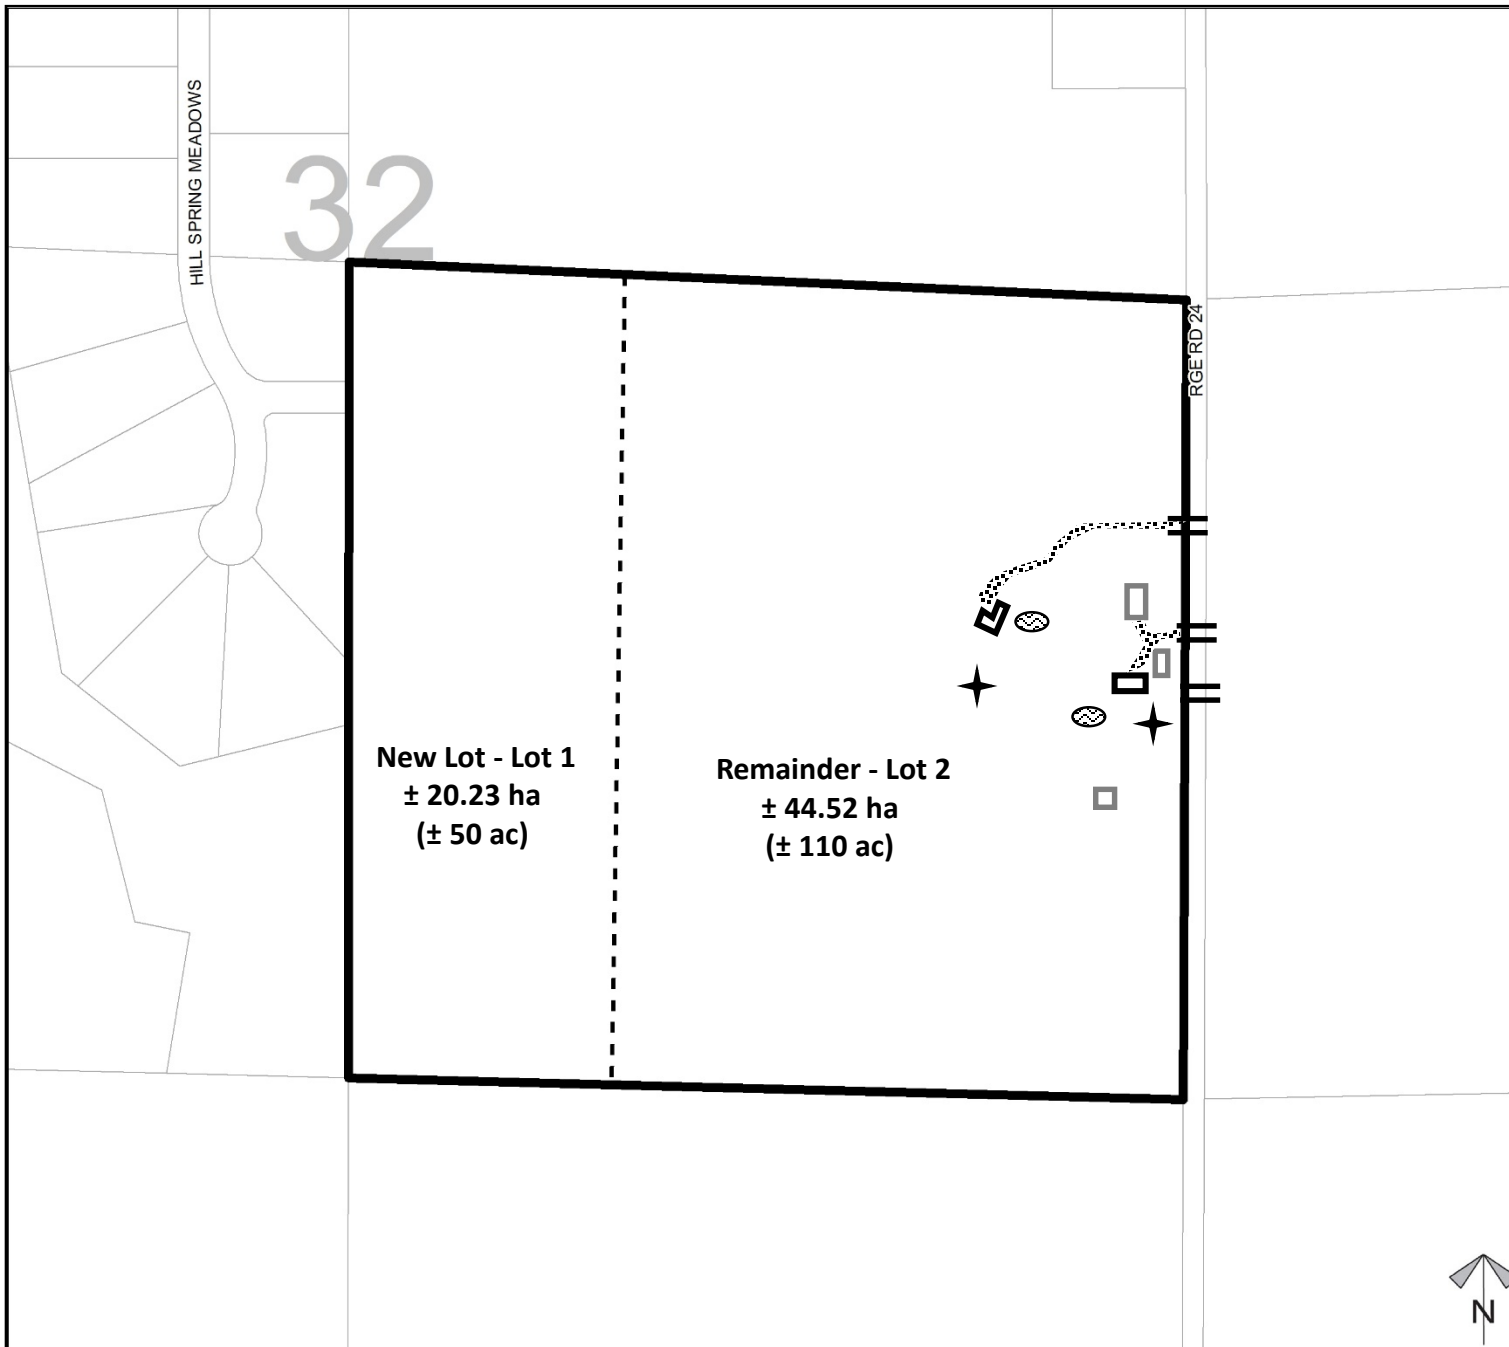 HILL SPRING MEADOWS
32
RGE RD 24
New Lot - Lot 1
± 20.23 ha
(± 50 ac)
Remainder - Lot 2
± 44.52 ha
(± 110 ac)
N